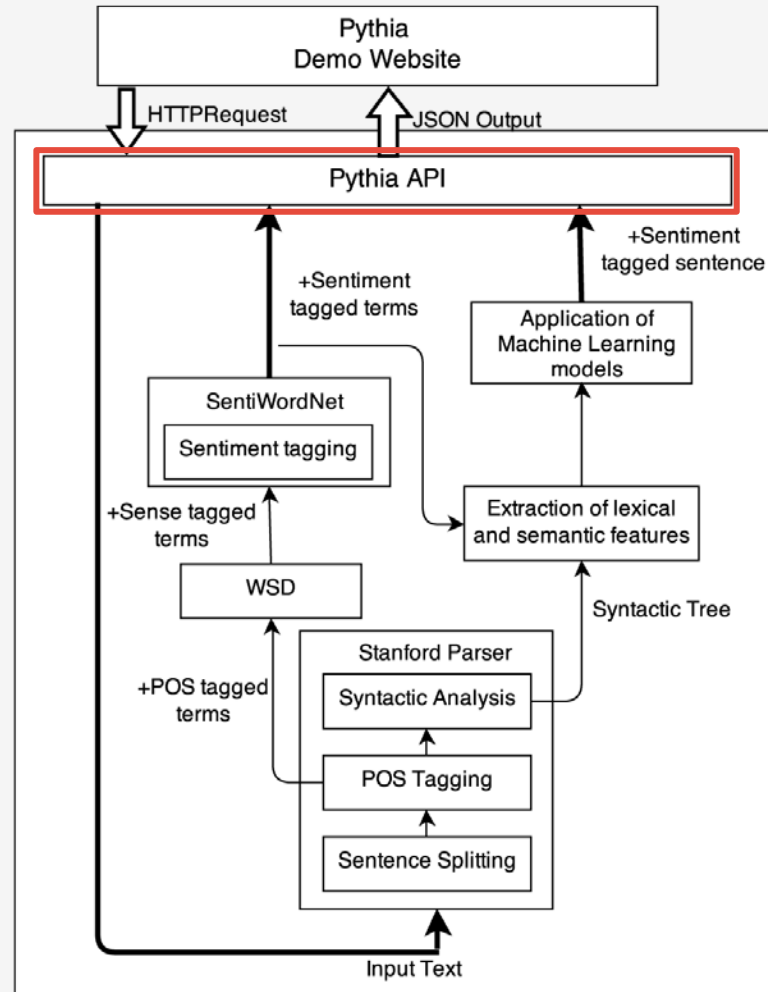 Pythia
Demo Website
HTTPRequest
JSON Output
Pythia API
+Sentiment
tagged sentence
+Sentiment
tagged terms
Application of
Machine Learning
models
SentiWordNet
Sentiment tagging
+Sense tagged
terms
Extraction of lexical
and semantic features
WSD
Syntactic Tree
Stanford Parser
+POS tagged
terms
Syntactic Analysis
POS Tagging
Sentence Splitting
Input Text